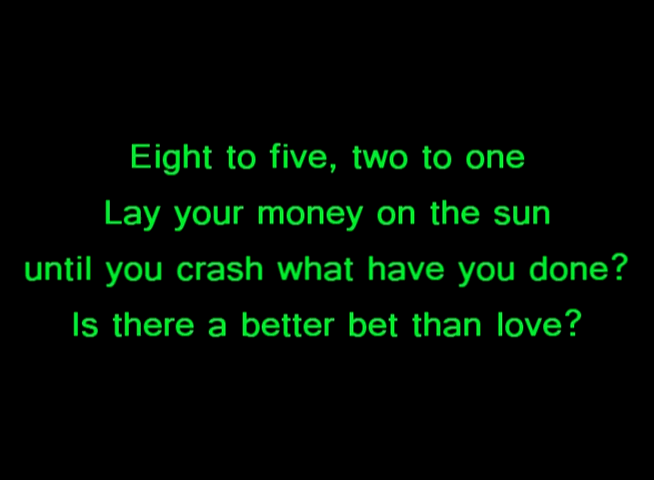 Eight to five, two to one
Lay your money on the sun
until you crash what have you done?
Is there a better bet than love?